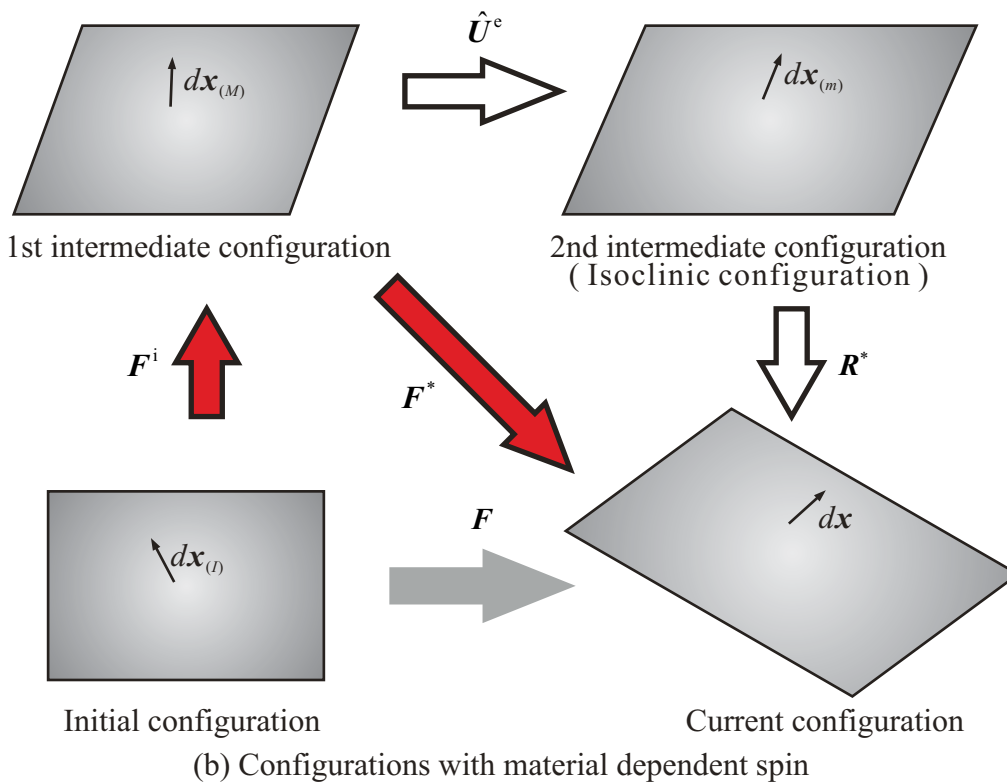 Û^e
dx_(M)
dx_(m)
1st intermediate configuration
2nd intermediate configuration
( Isoclinic configuration )
F^i
F^*
R^*
F
dx_(I)
dx
Initial configuration
Current configuration
(b) Configurations with material dependent spin